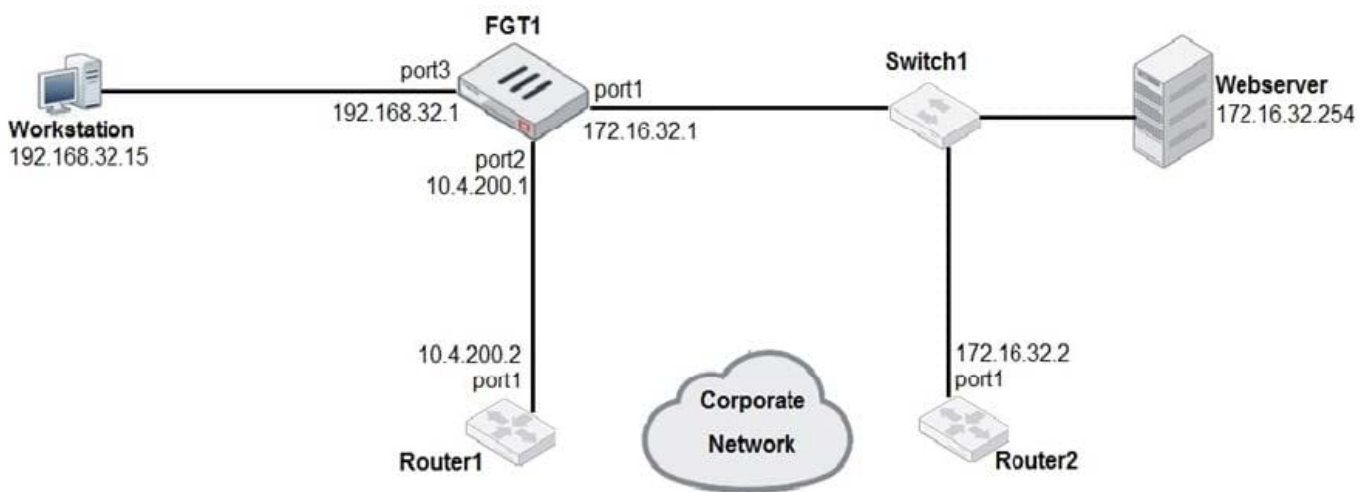 FGT1
port3
192.168.32.1
port1
172.16.32.1
port2
10.4.200.1
Workstation
192.168.32.15
Switch1
Webserver
172.16.32.254
10.4.200.2
port1
Router1
Corporate
Network
172.16.32.2
port1
Router2